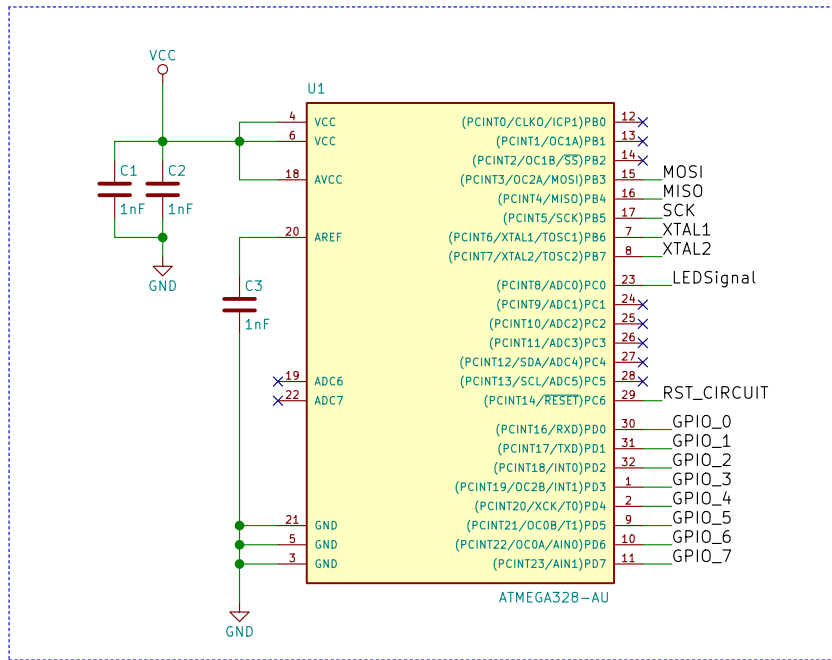 VCC
U1
4 VCC (PCINT0/CLKO/ICP1)PB0 12
6 VCC (PCINT1/OC1A)PB1 13
(PCINT2/OC1B/SS)PB2 14
18 AVCC (PCINT3/OC2A/MOSI)PB3 15 MOSI
(PCINT4/MISO)PB4 16 MISO
(PCINT5/SCK)PB5 17 SCK
20 AREF (PCINT6/XTAL1/TOSC1)PB6 7 XTAL1
(PCINT7/XTAL2/TOSC2)PB7 8 XTAL2
C1 C2
1nF 1nF
GND
(PCINT8/ADC0)PC0 23 LEDSignal
C3
1nF
(PCINT9/ADC1)PC1 24
(PCINT10/ADC2)PC2 25
(PCINT11/ADC3)PC3 26
(PCINT12/SDA/ADC4)PC4 27
19 ADC6 (PCINT13/SCL/ADC5)PC5 28
22 ADC7 (PCINT14/RESET)PC6 29 RST_CIRCUIT
(PCINT16/RXD)PD0 30 GPIO_0
(PCINT17/TXD)PD1 31 GPIO_1
(PCINT18/INT0)PD2 32 GPIO_2
(PCINT19/OC2B/INT1)PD3 1 GPIO_3
(PCINT20/XCK/T0)PD4 2 GPIO_4
21 GND (PCINT21/OC0B/T1)PD5 9 GPIO_5
5 GND (PCINT22/OC0A/AIN0)PD6 10 GPIO_6
3 GND (PCINT23/AIN1)PD7 11 GPIO_7
ATMEGA328-AU
GND